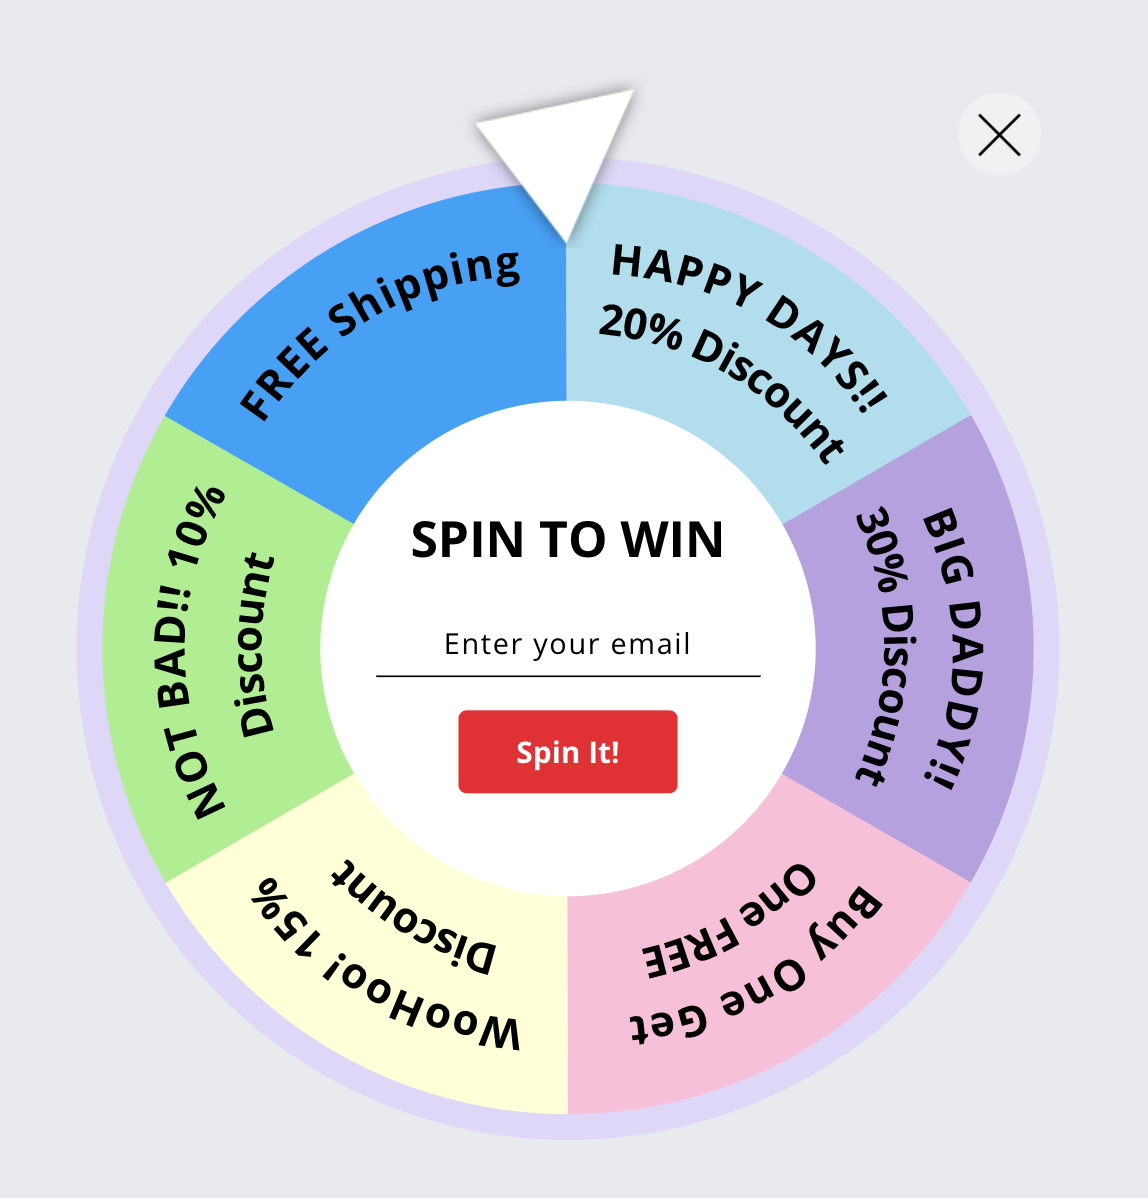 FREE Shipping
HAPPY DAYS!!
20% Discount
BIG DADDY!!
30% Discount
Buy One Get
One FREE
WooHoo! 15%
Discount
NOT BAD!! 10%
Discount
SPIN TO WIN
Enter your email
Spin It!